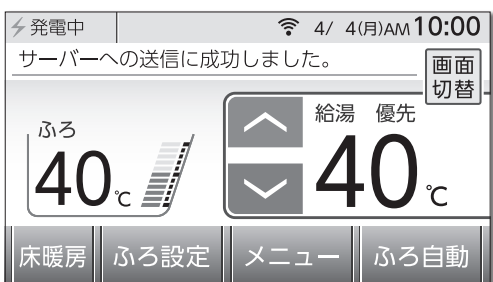 発電中
4/ 4(月)AM10:00
サーバーへの送信に成功しました。
画面
切替
ふろ
40℃
給湯 優先
40℃
床暖房
ふろ設定
メニュー
ふろ自動